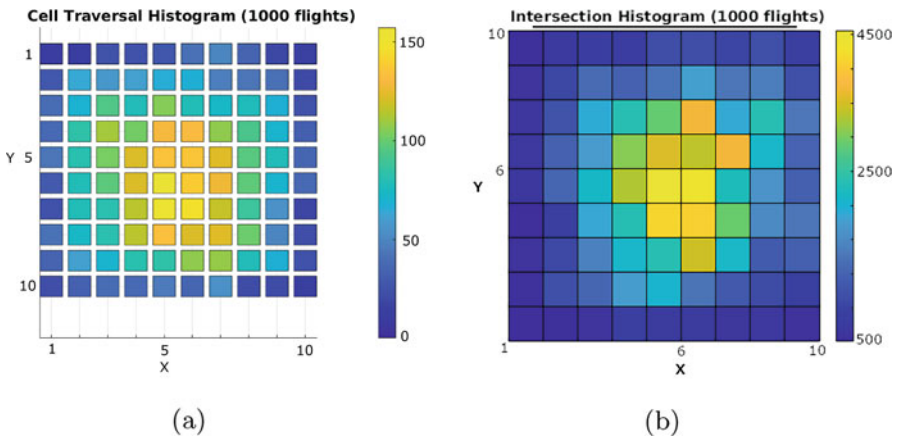 Cell Traversal Histogram (1000 flights)
1
Y 5
10
1 5 10
X
150
100
50
0
(a)
Intersection Histogram (1000 flights)
10
6
Y
1 6 10
X
4500
2500
500
(b)